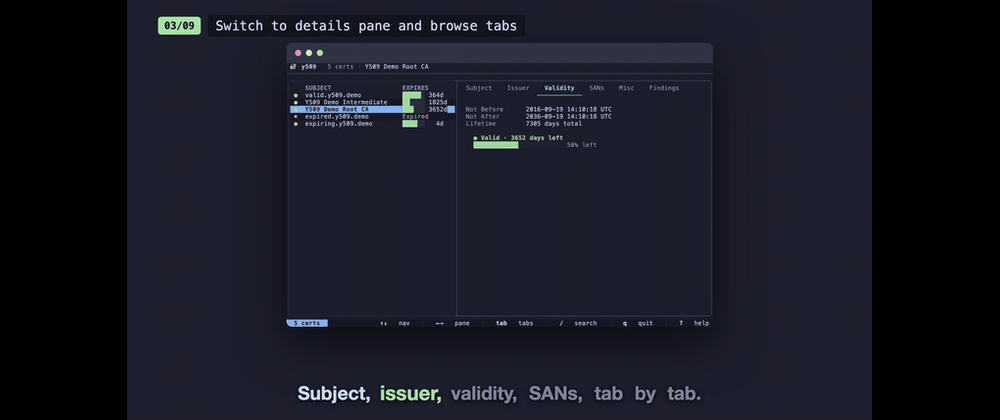 03/09 Switch to details pane and browse tabs
y509 5 certs · Y509 Demo Root CA
SUBJECT EXPIRES
valid.y509.demo 364d
Y509 Demo Intermediate 1825d
Y509 Demo Root CA 3652d
expired.y509.demo Expired
expiring.y509.demo 4d
Subject Issuer Validity SANs Misc Findings
Not Before 2016-09-19 14:10:18 UTC
Not After 2036-09-19 14:10:18 UTC
Lifetime 7305 days total
● Valid · 3652 days left
50% left
5 certs ↑↓ nav ←→ pane tab tabs / search q quit ? help
Subject, issuer, validity, SANs, tab by tab.